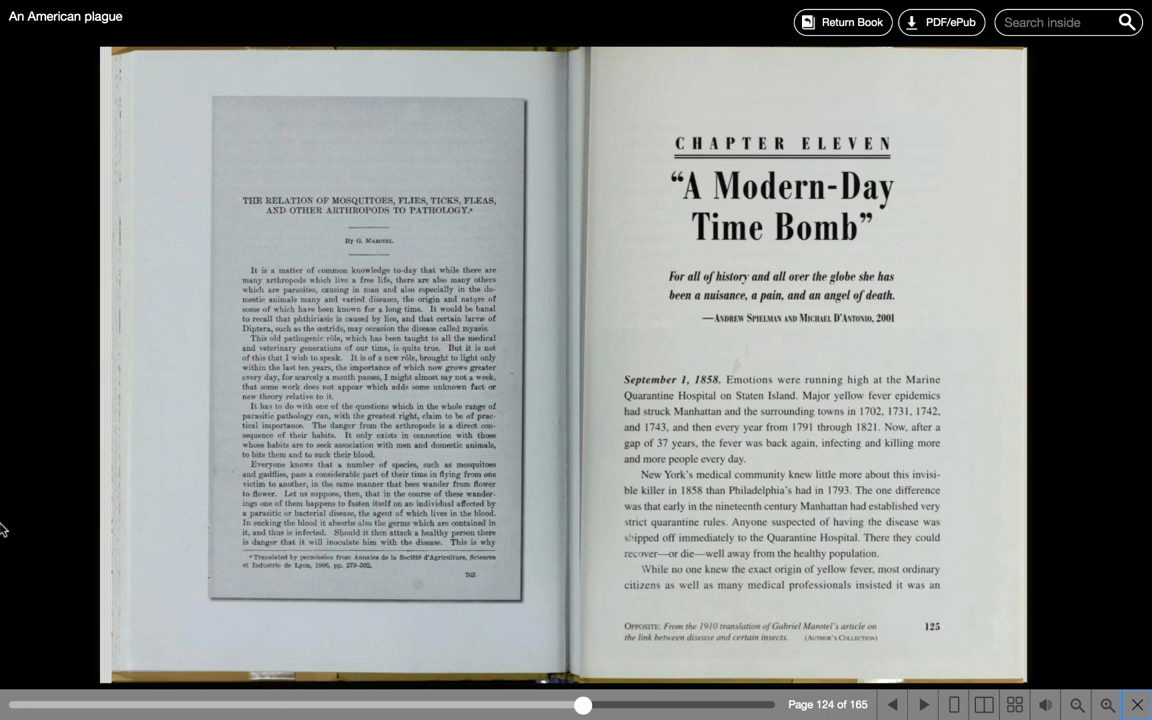 An American plague
Return Book
PDF/ePub
Search inside
THE RELATION OF MOSQUITOES, FLIES, TICKS, FLEAS,
AND OTHER ARTHROPODS TO PATHOLOGY.*
By G. MAROTEL.
It is a matter of common knowledge to-day that while there are
many arthropods which live a free life, there are also many others
which are parasites, causing in man and also especially in the do-
mestic animals many and varied diseases, the origin and nature of
some of which have been known for a long time. It would be banal
to recall that phthiriasis is caused by lice, and that certain larvæ of
Diptera, such as the œstrids, may occasion the disease called myasis.
This old pathogenic rôle, which has been taught to all the medical
and veterinary generations of our time, is quite true. But it is not
of this that I wish to speak. It is of a new rôle, brought to light only
within the last ten years, the importance of which now grows greater
every day, for scarcely a month passes, I might almost say not a week,
that some work does not appear which adds some unknown fact or
new theory relative to it.
It has to do with one of the questions which in the whole range of
parasitic pathology can, with the greatest right, claim to be of prac-
tical importance. The danger from the arthropods is a direct con-
sequence of their habits. It only exists in connection with those
whose habits are to seek association with men and domestic animals,
to bite them and to suck their blood.
Everyone knows that a number of species, such as mosquitoes
and gadflies, pass a considerable part of their time in flying from one
victim to another, in the same manner that bees wander from flower
to flower. Let us suppose, then, that in the course of these wander-
ings one of them happens to fasten itself on an individual affected by
a parasitic or bacterial disease, the agent of which lives in the blood.
In sucking the blood it absorbs also the germs which are contained in
it, and thus is infected. Should it then attack a healthy person there
is danger that it will inoculate him with the disease. This is why
* Translated by permission from Annales de la Société d'Agriculture, Sciences
et Industrie de Lyon, 1906, pp. 279-302.
703
CHAPTER ELEVEN
“A Modern-Day
Time Bomb”
For all of history and all over the globe she has
been a nuisance, a pain, and an angel of death.
—ANDREW SPIELMAN AND MICHAEL D'ANTONIO, 2001
September 1, 1858. Emotions were running high at the Marine
Quarantine Hospital on Staten Island. Major yellow fever epidemics
had struck Manhattan and the surrounding towns in 1702, 1731, 1742,
and 1743, and then every year from 1791 through 1821. Now, after a
gap of 37 years, the fever was back again, infecting and killing more
and more people every day.
New York's medical community knew little more about this invisi-
ble killer in 1858 than Philadelphia's had in 1793. The one difference
was that early in the nineteenth century Manhattan had established very
strict quarantine rules. Anyone suspected of having the disease was
shipped off immediately to the Quarantine Hospital. There they could
recover—or die—well away from the healthy population.
While no one knew the exact origin of yellow fever, most ordinary
citizens as well as many medical professionals insisted it was an
OPPOSITE: From the 1910 translation of Gabriel Marotel's article on
the link between disease and certain insects. (AUTHOR'S COLLECTION)
125
Page 124 of 165